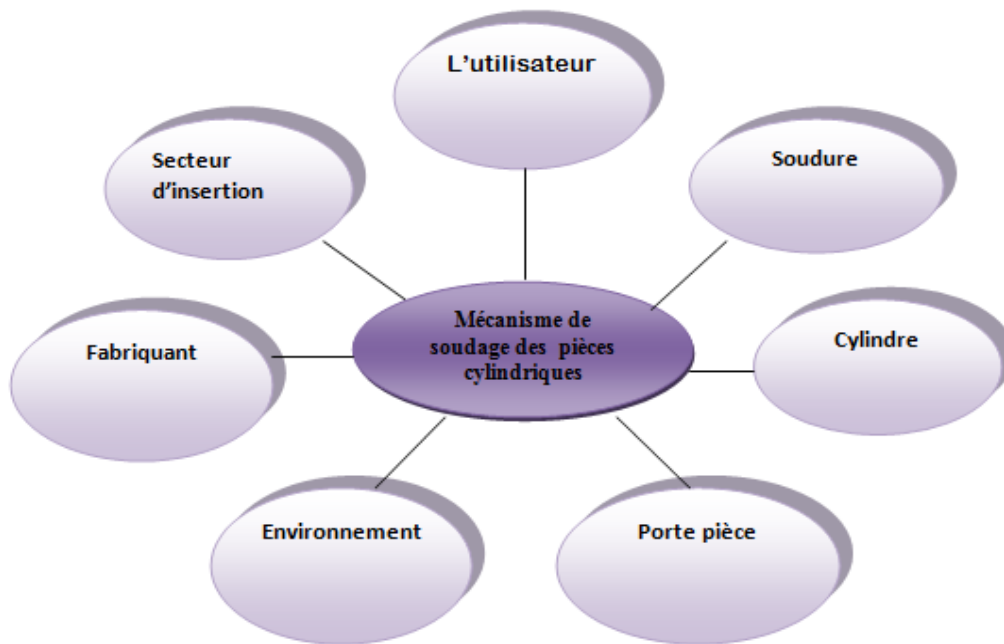 L'utilisateur
Secteur
d'insertion
Soudure
Mécanisme de
soudage des pièces
cylindriques
Fabriquant
Cylindre
Environnement
Porte pièce